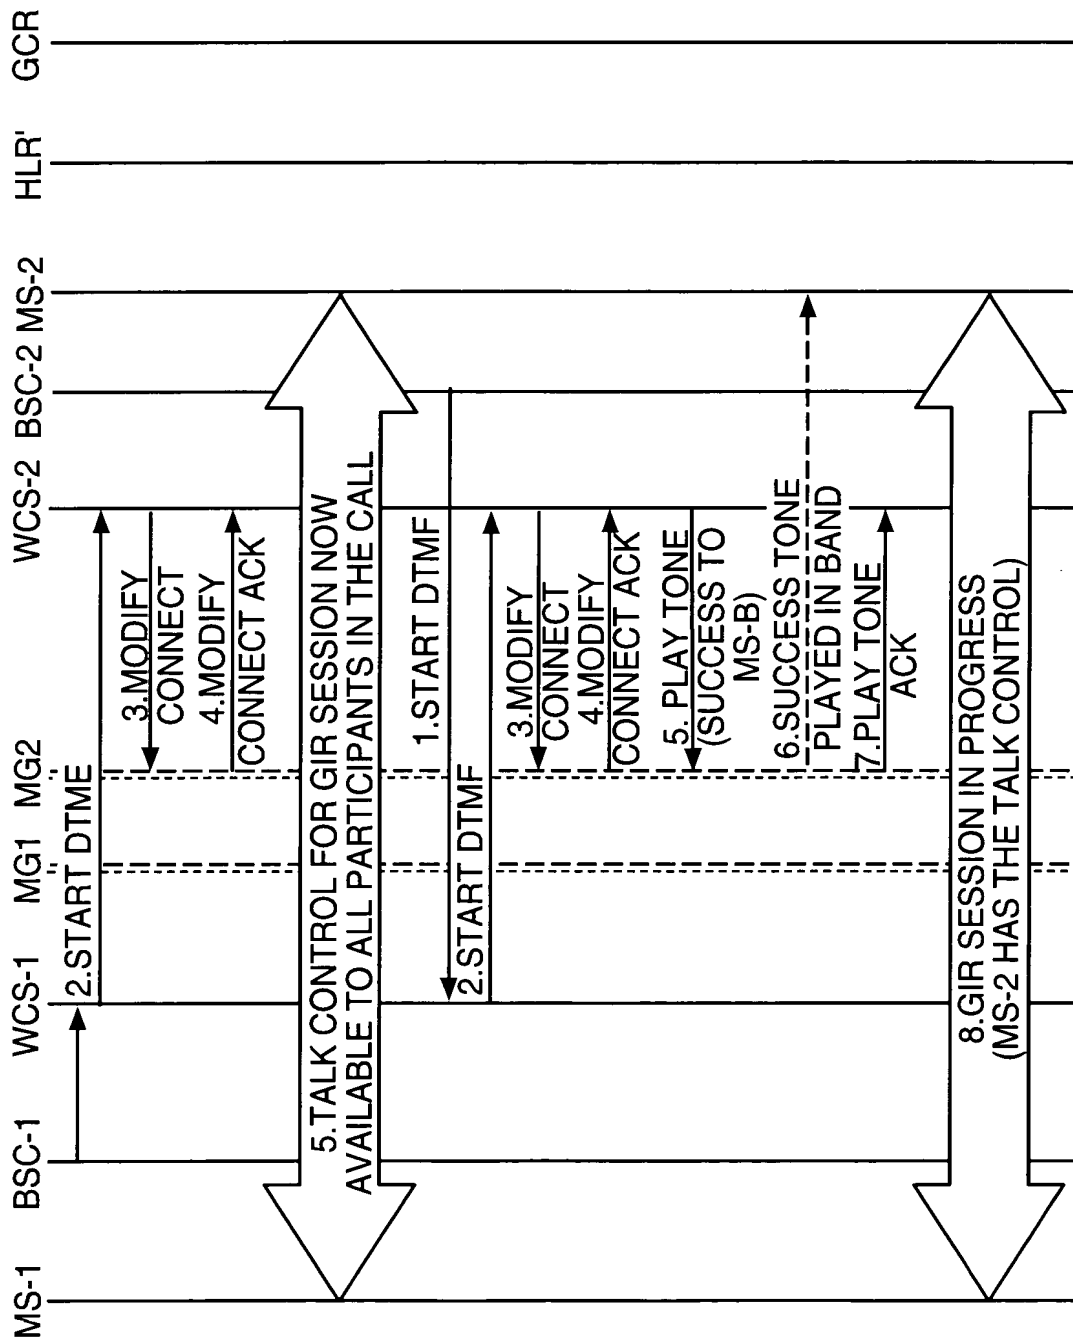 MS-1 BSC-1 WCS-1 MG1 MG2 WCS-2 BSC-2 MS-2 HLR' GCR
2.START DTME
3.MODIFY
CONNECT
4.MODIFY
CONNECT ACK
5.TALK CONTROL FOR GIR SESSION NOW
AVAILABLE TO ALL PARTICIPANTS IN THE CALL
1.START DTMF
2.START DTMF
3.MODIFY
CONNECT
4.MODIFY
CONNECT ACK
5. PLAY TONE
(SUCCESS TO
MS-B)
6.SUCCESS TONE
PLAYED IN BAND
7.PLAY TONE
ACK
8.GIR SESSION IN PROGRESS
(MS-2 HAS THE TALK CONTROL)